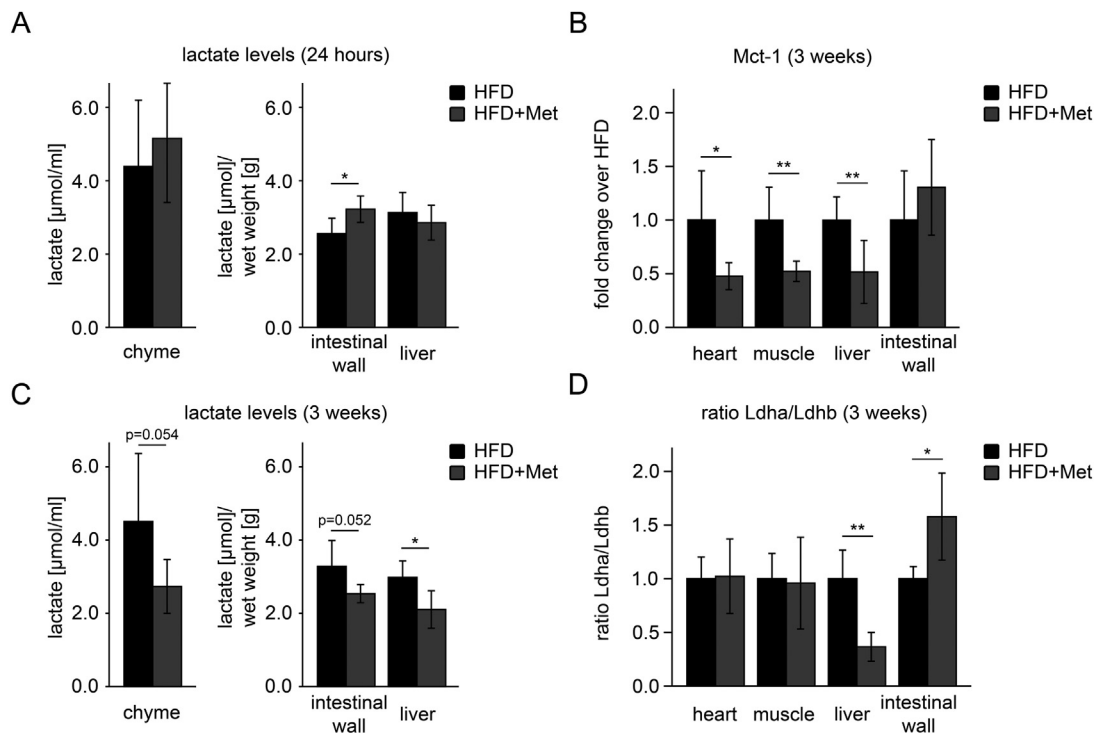 A
lactate levels (24 hours)
lactate [µmol/ml]
6.0
4.0
2.0
0.0
chyme
lactate [µmol]/
wet weight [g]
6.0
4.0
2.0
0.0
*
intestinal
wall
liver
HFD
HFD+Met
B
Mct-1 (3 weeks)
fold change over HFD
2.0
1.5
1.0
0.5
0.0
*
**
**
heart
muscle
liver
intestinal
wall
HFD
HFD+Met
C
lactate levels (3 weeks)
lactate [µmol/ml]
p=0.054
6.0
4.0
2.0
0.0
chyme
lactate [µmol]/
wet weight [g]
6.0
4.0
2.0
0.0
p=0.052
*
intestinal
wall
liver
HFD
HFD+Met
D
ratio Ldha/Ldhb (3 weeks)
ratio Ldha/Ldhb
2.0
1.5
1.0
0.5
0.0
**
*
heart
muscle
liver
intestinal
wall
HFD
HFD+Met